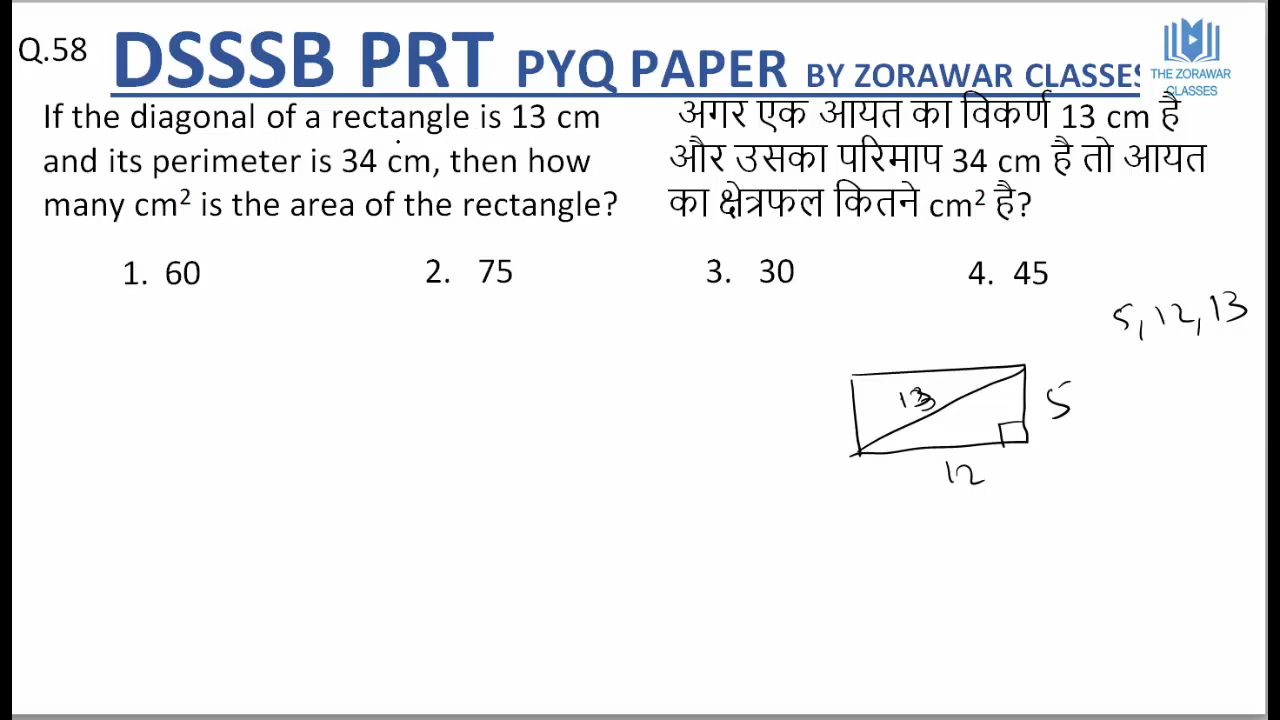 Q.58
DSSSB PRT PYQ PAPER BY ZORAWAR CLASSES
THE ZORAWAR
CLASSES
If the diagonal of a rectangle is 13 cm
and its perimeter is 34 cm, then how
many cm² is the area of the rectangle?
अगर एक आयत का विकर्ण 13 cm है
और उसका परिमाप 34 cm है तो आयत
का क्षेत्रफल कितने cm² है?
1. 60
2. 75
3. 30
4. 45
5, 12, 13
13
5
12